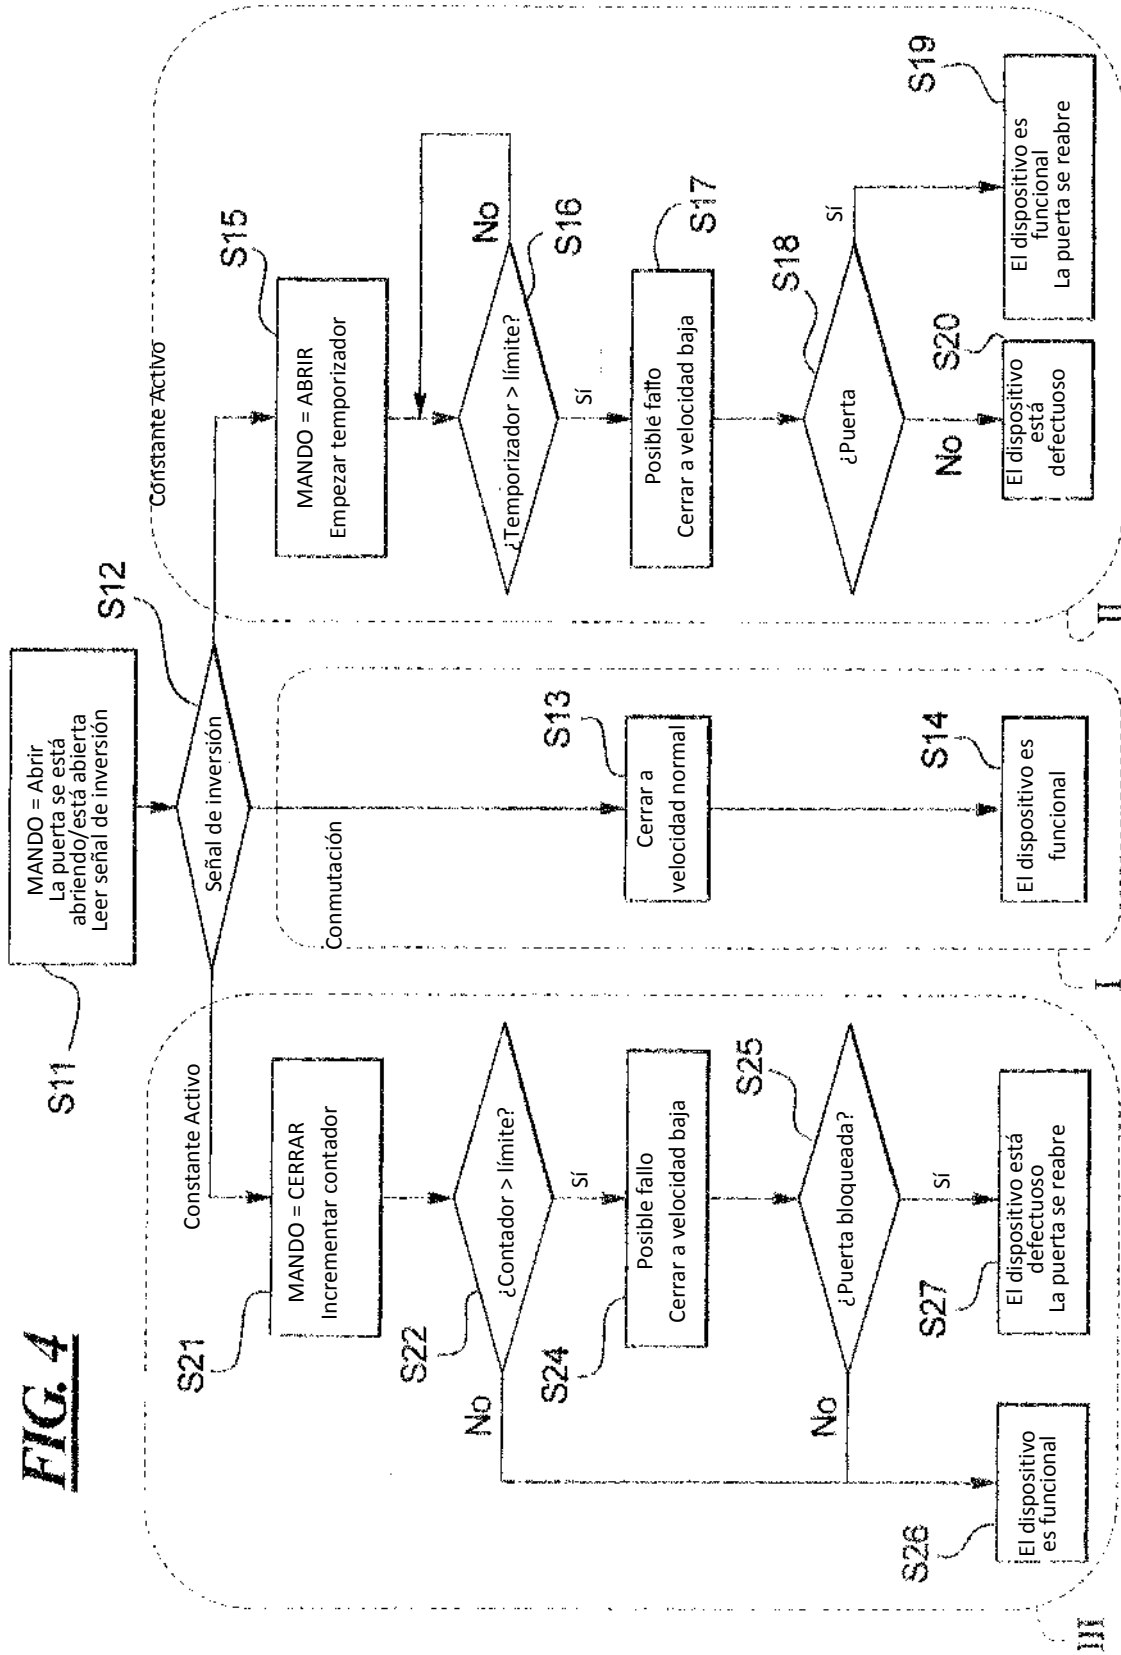 FIG. 4
S11
MANDO = Abrir
La puerta se está
abriendo/está abierta
Leer señal de inversión
S12
Señal de inversión
Constante Activo
S21
MANDO = CERRAR
Incrementar contador
S22
¿Contador > límite?
No
Sí
S24
Posible fallo
Cerrar a velocidad baja
S25
¿Puerta bloqueada?
No
Sí
S26
El dispositivo
es funcional
S27
El dispositivo está
defectuoso
La puerta se reabre
III
Conmutación
S13
Cerrar a
velocidad normal
S14
El dispositivo es
funcional
I
Constante Activo
S15
MANDO = ABRIR
Empezar temporizador
S16
¿Temporizador > límite?
No
Sí
S17
Posible fallo
Cerrar a velocidad baja
S18
¿Puerta
No
Sí
S20
El dispositivo
está
defectuoso
S19
El dispositivo es
funcional
La puerta se reabre
II